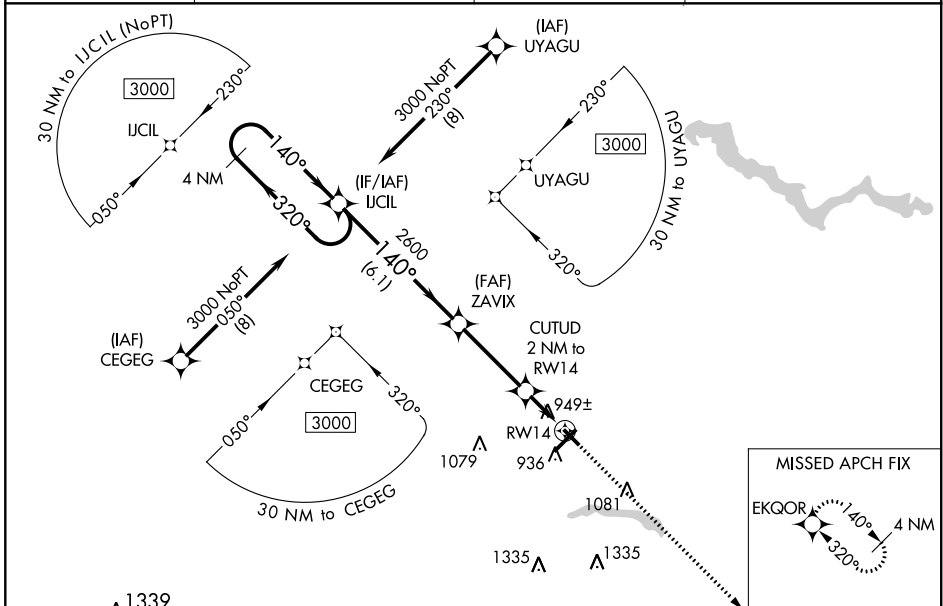 30 NM to IJCIL (NoPT)
3000
230°
IJCIL
050°
(IAF)
UYAGU
3000 NoPT
230°
(8)
230°
3000
UYAGU
30 NM to UYAGU
320°
140°
4 NM
320°
(IF/IAF)
IJCIL
2600
140°
(6.1)
(FAF)
ZAVIX
3000 NoPT
050°
(8)
(IAF)
CEGEG
CUTUD
2 NM to
RW14
CEGEG
050°
320°
3000
30 NM to CEGEG
949±
RW14
1079
936
1081
1335
1335
1339
MISSED APCH FIX
EKQOR
140°
4 NM
320°